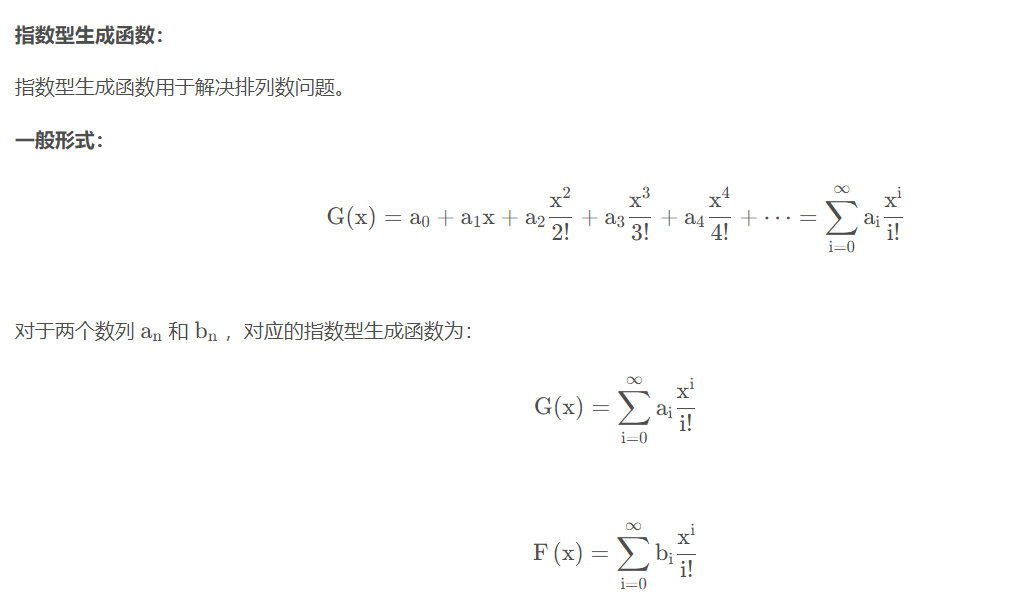 指数型生成函数：
指数型生成函数用于解决排列数问题。
一般形式：
G(x) = a₀ + a₁x + a₂ x²/2! + a₃ x³/3! + a₄ x⁴/4! + ⋯ = ∑_{i=0}^{∞} aᵢ xⁱ/i!
对于两个数列 aₙ 和 bₙ ，对应的指数型生成函数为：
G(x) = ∑_{i=0}^{∞} aᵢ xⁱ/i!
F (x) = ∑_{i=0}^{∞} bᵢ xⁱ/i!